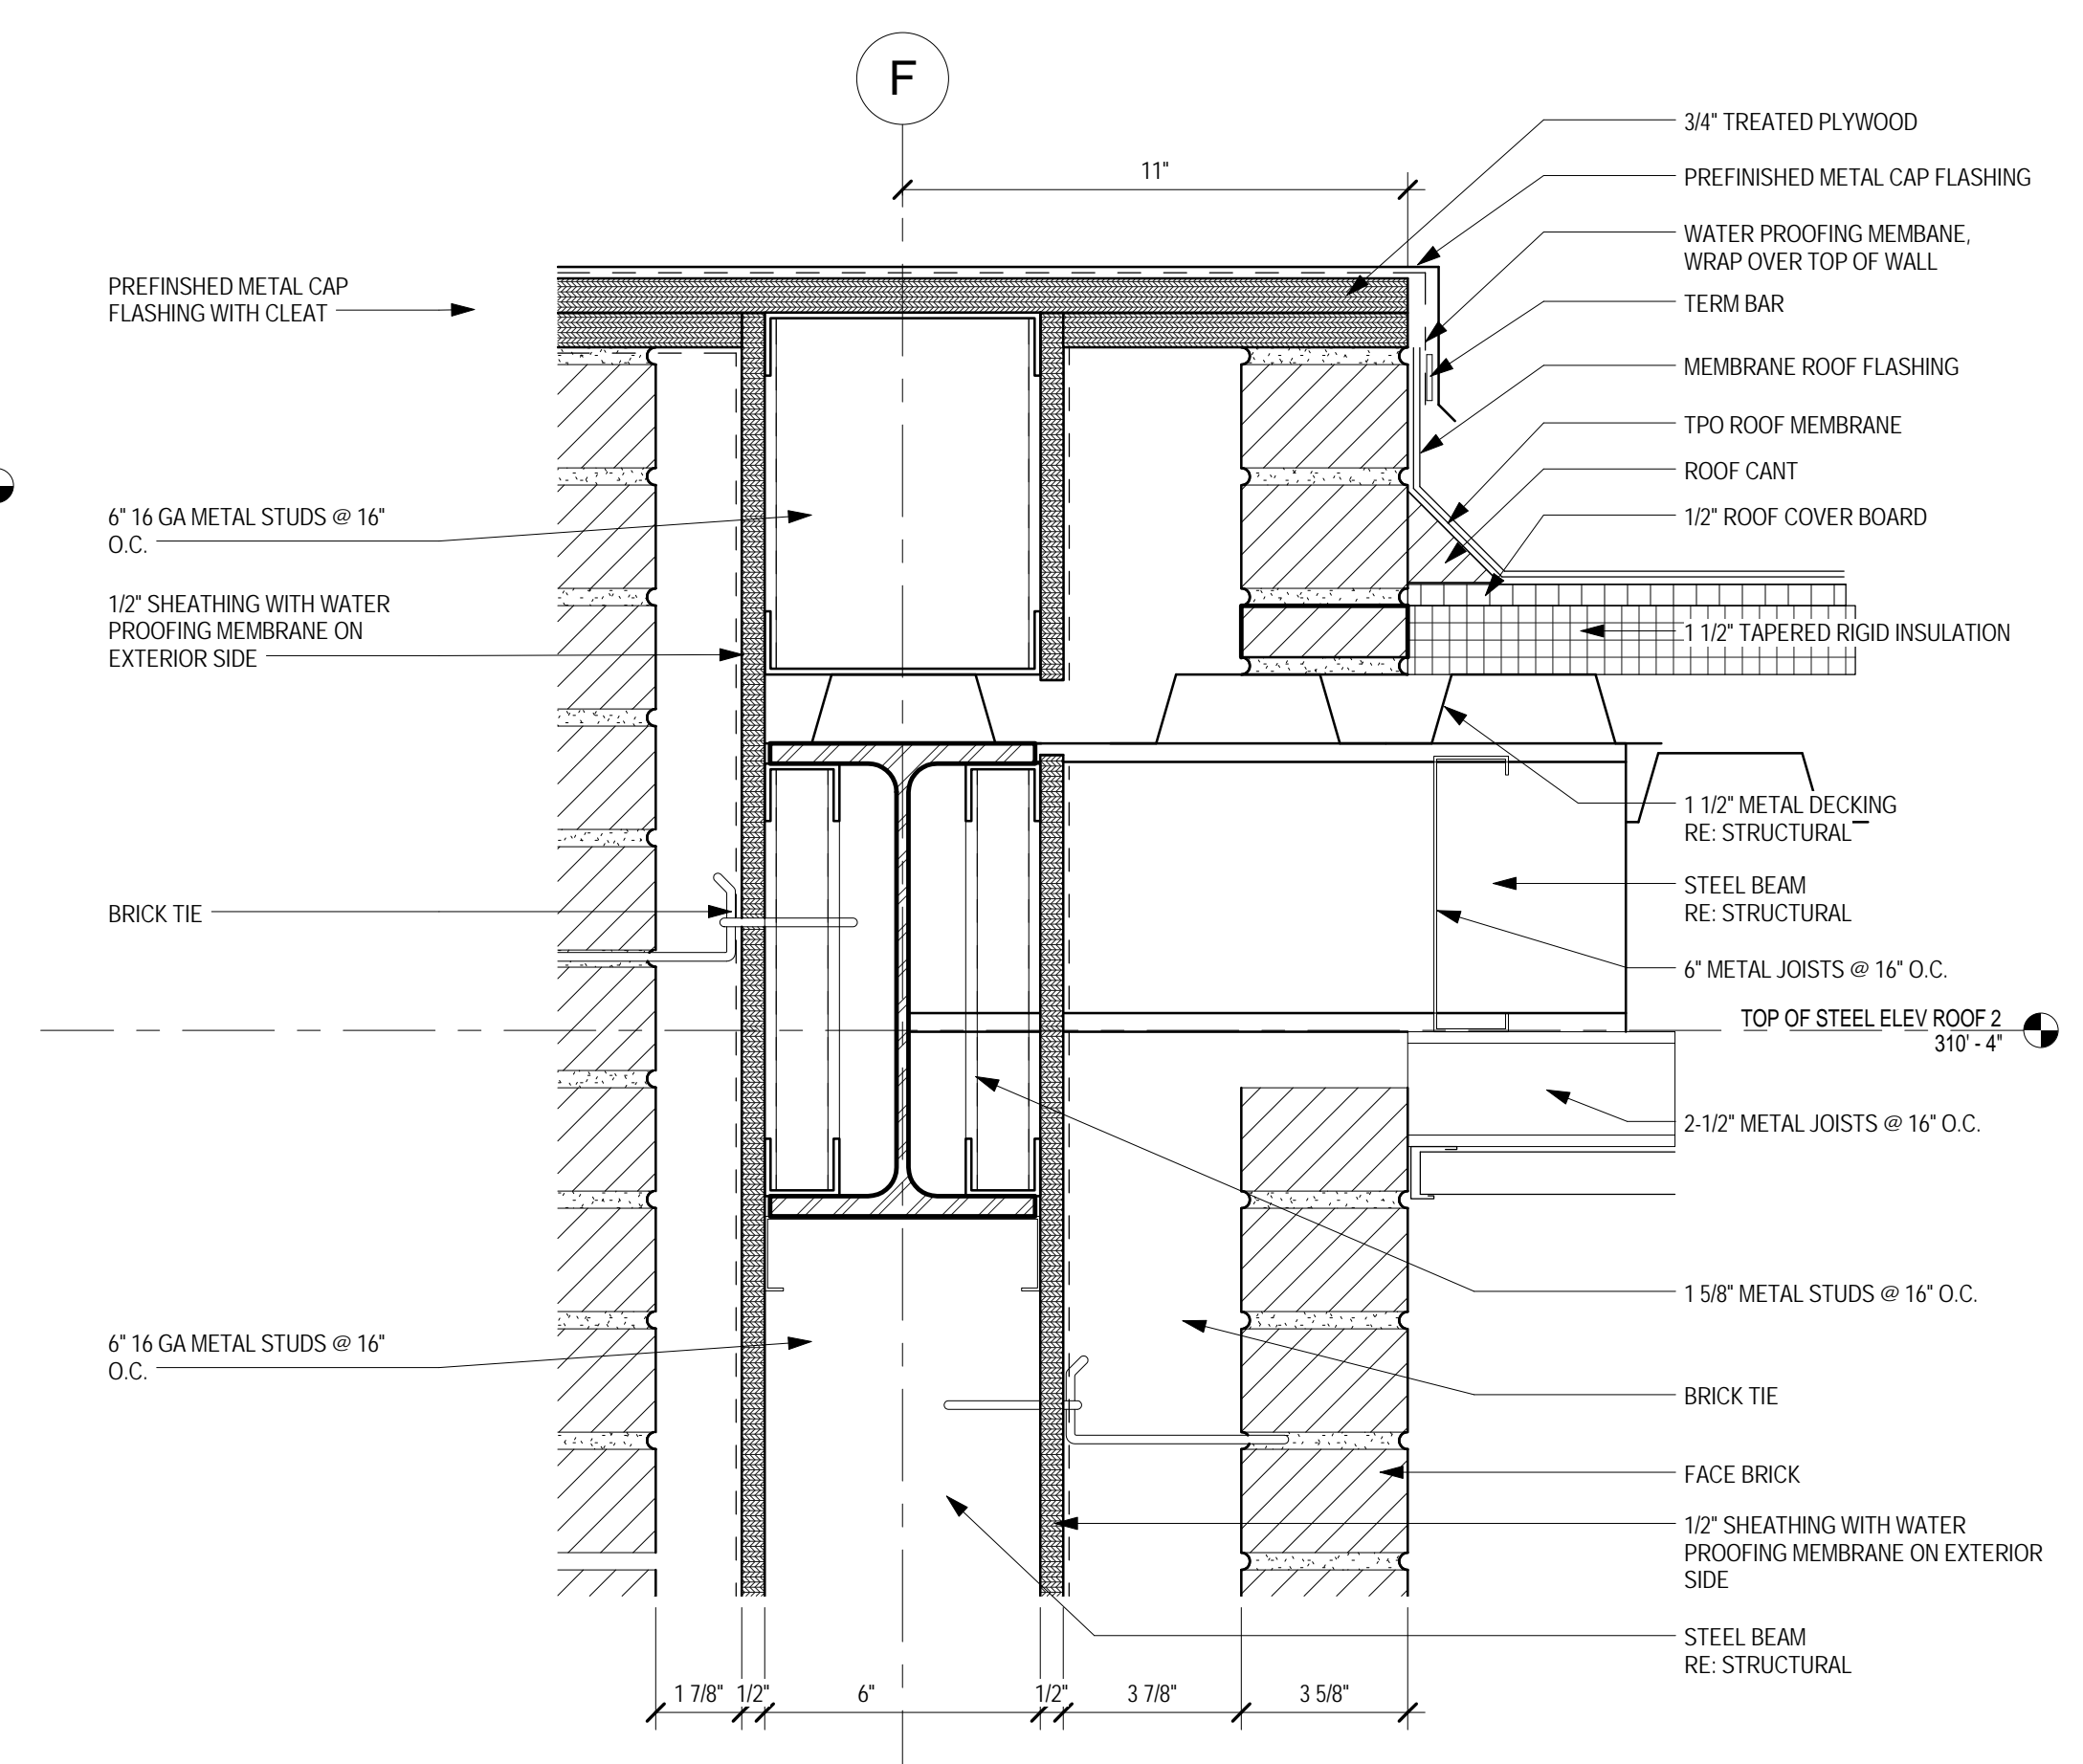 F
11"
3/4" TREATED PLYWOOD
PREFINISHED METAL CAP FLASHING
WATER PROOFING MEMBANE,
WRAP OVER TOP OF WALL
TERM BAR
MEMBRANE ROOF FLASHING
TPO ROOF MEMBRANE
ROOF CANT
1/2" ROOF COVER BOARD
1 1/2" TAPERED RIGID INSULATION
1 1/2" METAL DECKING
RE: STRUCTURAL
STEEL BEAM
RE: STRUCTURAL
6" METAL JOISTS @ 16" O.C.
TOP OF STEEL ELEV ROOF 2
310' - 4"
2-1/2" METAL JOISTS @ 16" O.C.
1 5/8" METAL STUDS @ 16" O.C.
BRICK TIE
FACE BRICK
1/2" SHEATHING WITH WATER
PROOFING MEMBRANE ON EXTERIOR
SIDE
STEEL BEAM
RE: STRUCTURAL
PREFINSHED METAL CAP
FLASHING WITH CLEAT
6" 16 GA METAL STUDS @ 16"
O.C.
1/2" SHEATHING WITH WATER
PROOFING MEMBRANE ON
EXTERIOR SIDE
BRICK TIE
6" 16 GA METAL STUDS @ 16"
O.C.
1 7/8" 1/2" 6" 1/2" 3 7/8" 3 5/8"